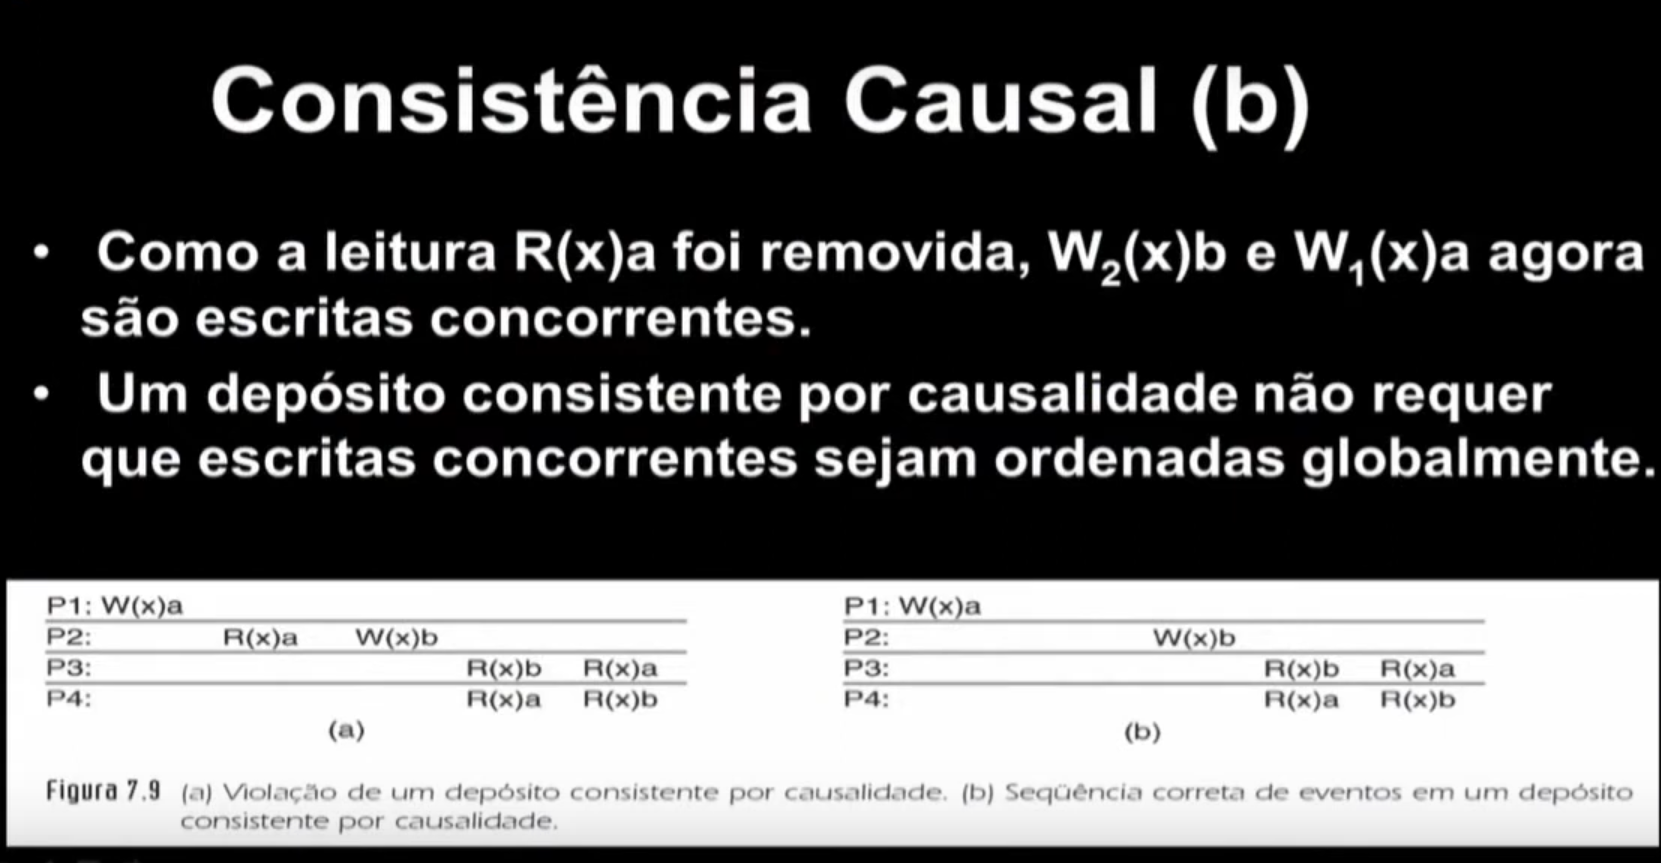 Consistência Causal (b)
• Como a leitura R(x)a foi removida, W₂(x)b e W₁(x)a agora
são escritas concorrentes.
• Um depósito consistente por causalidade não requer
que escritas concorrentes sejam ordenadas globalmente.
P1: W(x)a
P2: R(x)a W(x)b
P3: R(x)b R(x)a
P4: R(x)a R(x)b
(a)
P1: W(x)a
P2: W(x)b
P3: R(x)b R(x)a
P4: R(x)a R(x)b
(b)
Figura 7.9 (a) Violação de um depósito consistente por causalidade. (b) Seqüência correta de eventos em um depósito
consistente por causalidade.